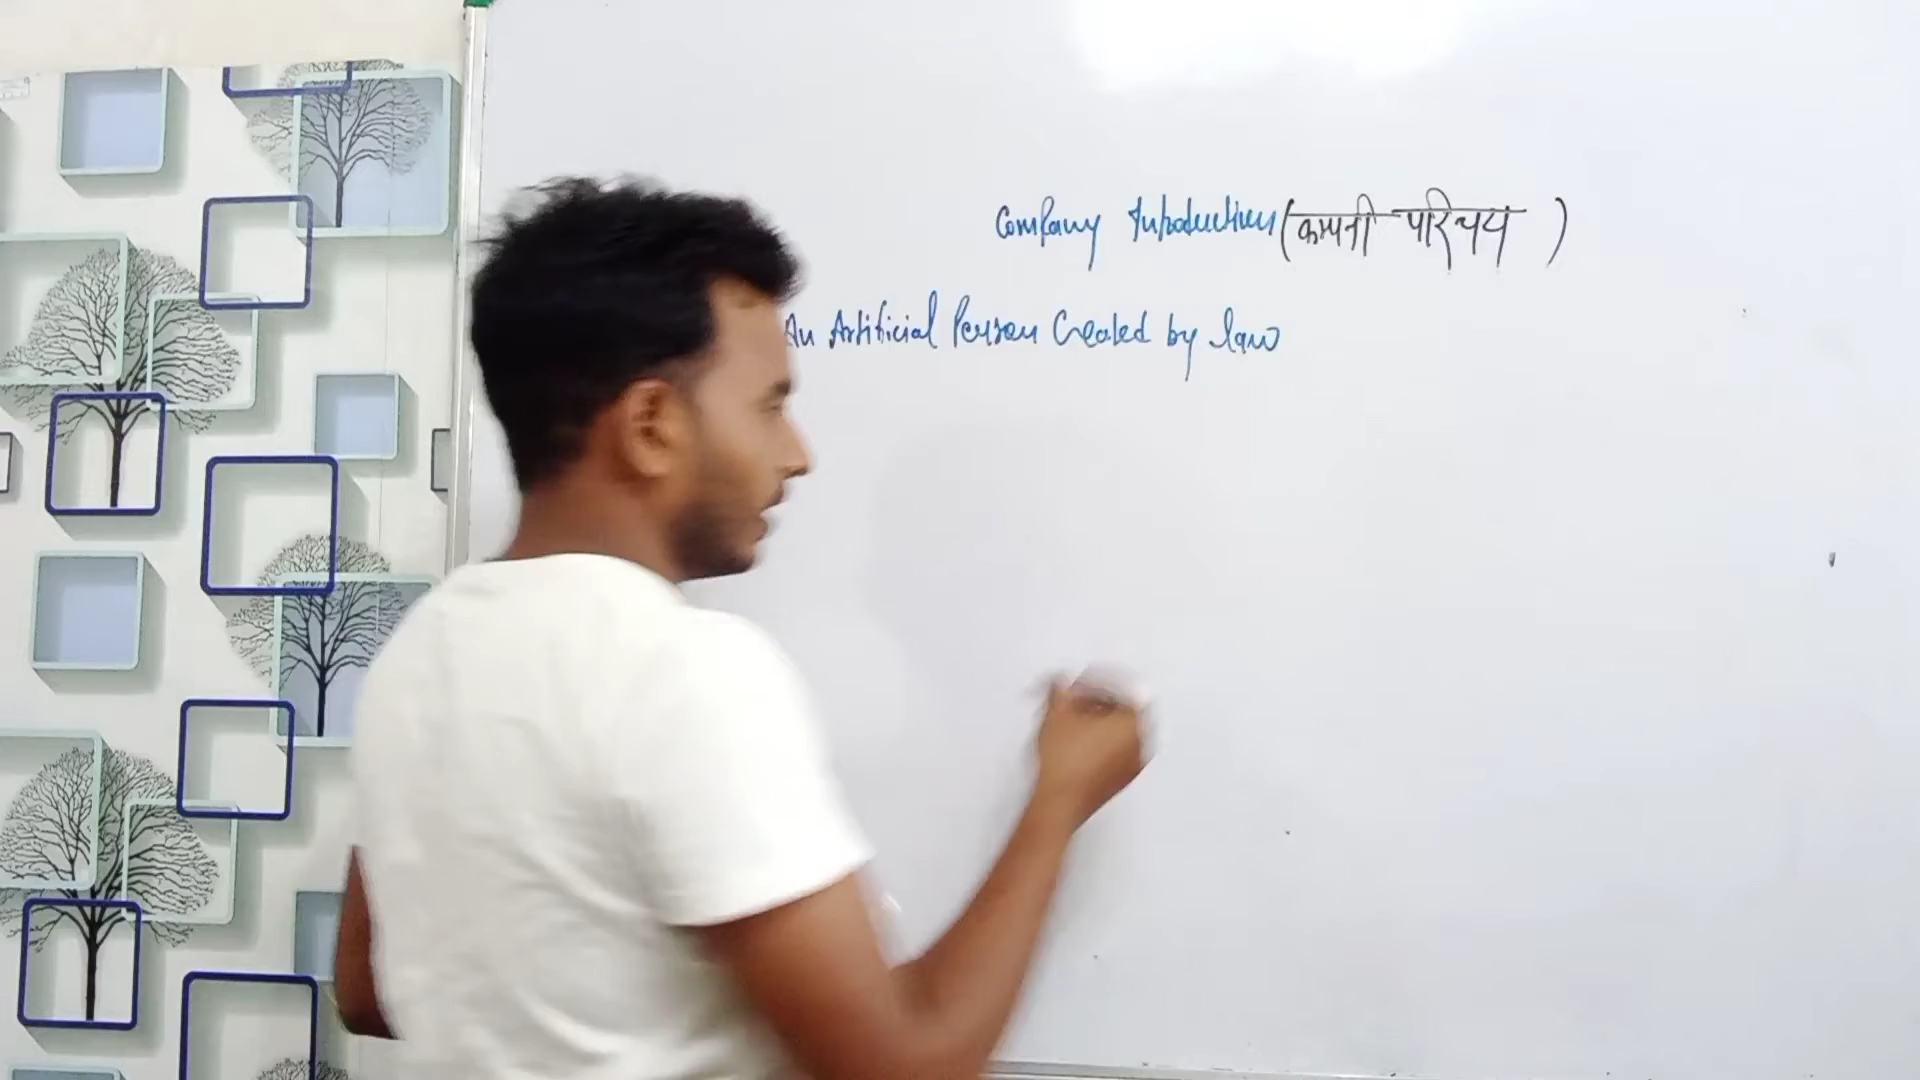 Company Introduction (कम्पनी परिचय)
An Artificial Person Created by law